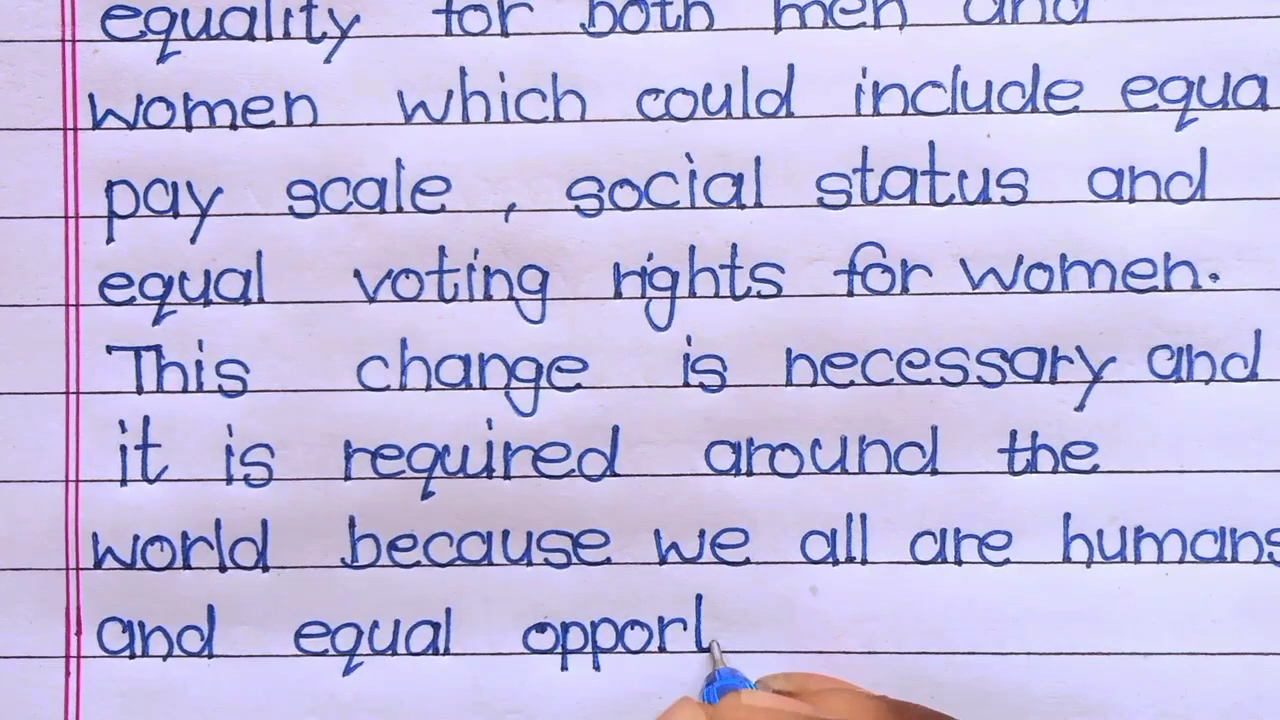 equality for both men and
women which could include equa
pay scale , social status and
equal voting rights for women.
This change is necessary and
it is required around the
world because we all are humans
and equal opporl